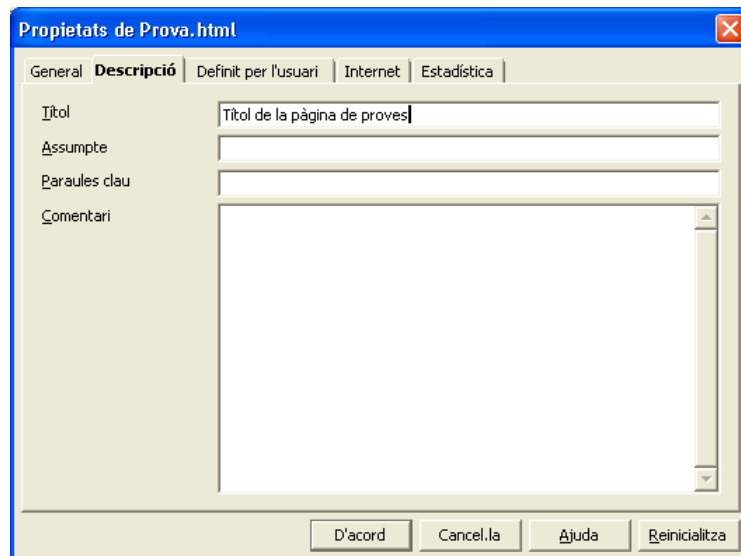 Propietats de Prova.html
General Descripció Definit per l'usuari Internet Estadística
Títol Títol de la pàgina de proves
Assumpte
Paraules clau
Comentari
D'acord Cancel.la Ajuda Reinicialitza